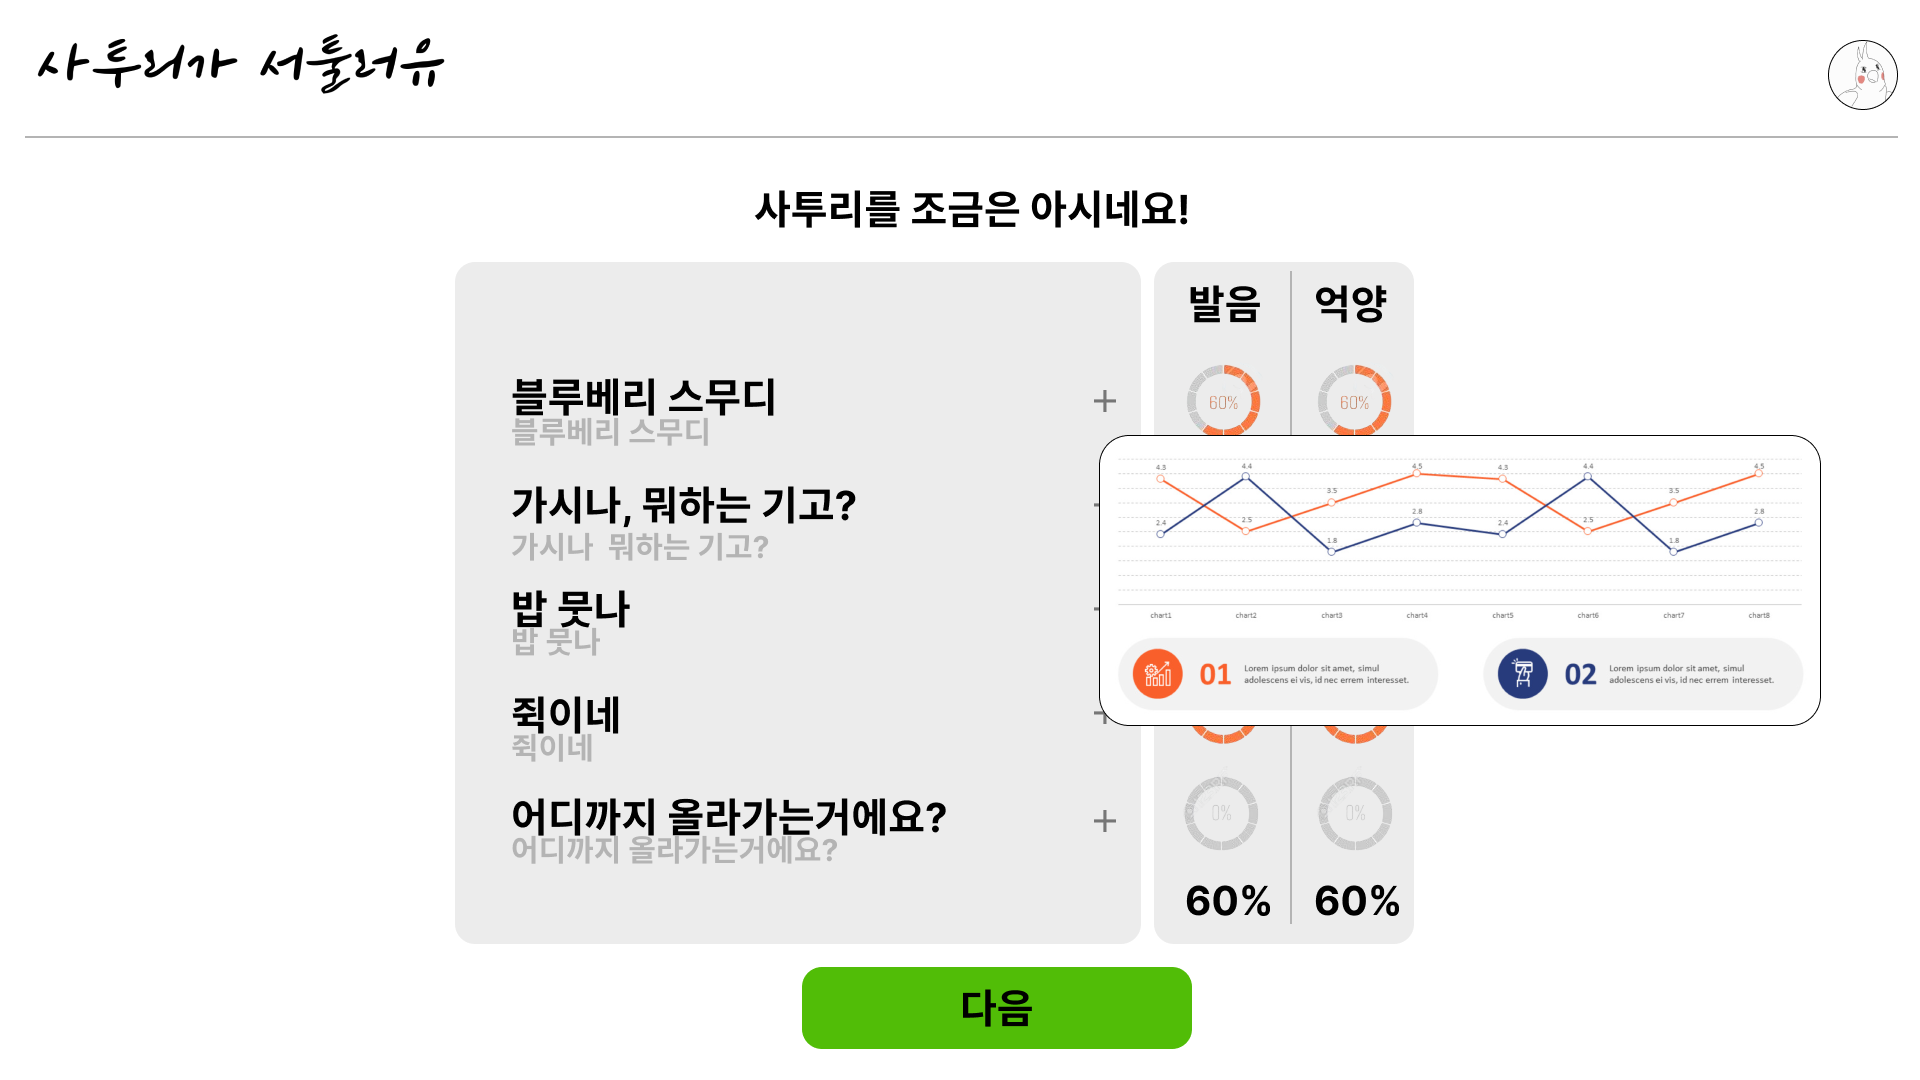 사투리가 서툴러유
사투리를 조금은 아시네요!
발음 억양
블루베리 스무디
블루베리 스무디
60% 60%
가시나, 뭐하는 기고?
가시나 뭐하는 기고?
밥 뭇나
밥 뭇나
쥑이네
쥑이네
어디까지 올라가는거에요?
어디까지 올라가는거에요?
0% 0%
60% 60%
4.3 4.4 4.5 4.3 4.4 4.5
3.5 3.5
2.4 2.5 2.8 2.4 2.5 2.8
1.8 1.8
chart1 chart2 chart3 chart4 chart5 chart6 chart7 chart8
01 Lorem ipsum dolor sit amet, simul
adolescens ei vis, id nec errem interesset.
02 Lorem ipsum dolor sit amet, simul
adolescens ei vis, id nec errem interesset.
다음